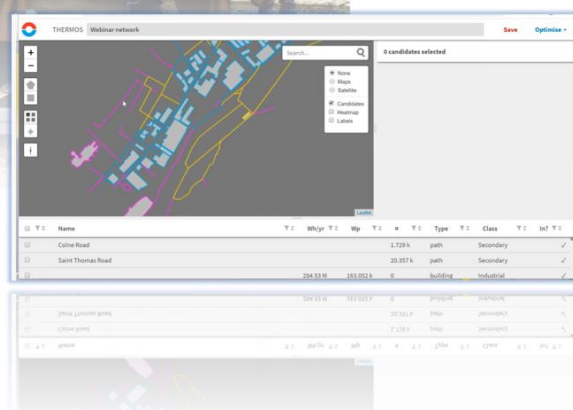 THERMOS Webinar network Save Optimise
+
−
Search...
0 candidates selected
None
Maps
Satellite
Candidates
Heatmap
Labels
Leaflet
Name Wh/yr Wp ¤ Type Class In?
Colne Road 1.729 k path Secondary ✓
Saint Thomas Road 20.357 k path Secondary ✓
284.53 M 163.052 k 0 building Industrial ✓